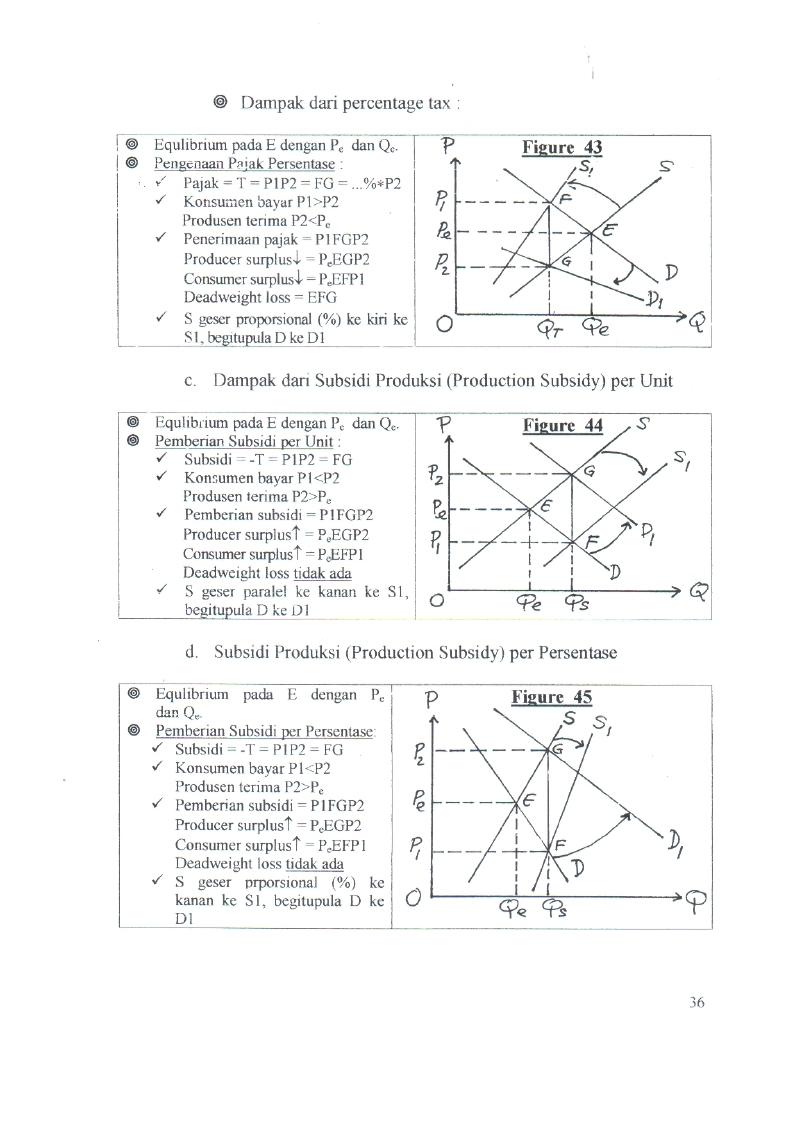 ◎ Dampak dari percentage tax :
◎ Equlibrium pada E dengan Pe dan Qe.
◎ Pengenaan Pajak Persentase :
✓ Pajak = T = P1P2 = FG = ...%*P2
✓ Konsumen bayar P1>P2
Produsen terima P2<Pe
✓ Penerimaan pajak = P1FGP2
Producer surplus↓ = PeEGP2
Consumer surplus↓ = PeEFP1
Deadweight loss = EFG
✓ S geser proporsional (%) ke kiri ke
S1, begitupula D ke D1
Figure 43
P
S1
S
P1
F
Pe
E
P2
G
D
D1
O
QT Qe
Q
c. Dampak dari Subsidi Produksi (Production Subsidy) per Unit
◎ Equlibrium pada E dengan Pe dan Qe.
◎ Pemberian Subsidi per Unit :
✓ Subsidi = -T = P1P2 = FG
✓ Konsumen bayar P1<P2
Produsen terima P2>Pe
✓ Pemberian subsidi = P1FGP2
Producer surplus↑ = PeEGP2
Consumer surplus↑ = PeEFP1
Deadweight loss tidak ada
✓ S geser paralel ke kanan ke S1,
begitupula D ke D1
Figure 44
P
S
S1
P2
G
Pe
E
P1
F
D1
D
O
Qe Qs
Q
d. Subsidi Produksi (Production Subsidy) per Persentase
◎ Equlibrium pada E dengan Pe
dan Qe.
◎ Pemberian Subsidi per Persentase:
✓ Subsidi = -T = P1P2 = FG
✓ Konsumen bayar P1<P2
Produsen terima P2>Pe
✓ Pemberian subsidi = P1FGP2
Producer surplus↑ = PeEGP2
Consumer surplus↑ = PeEFP1
Deadweight loss tidak ada
✓ S geser prporsional (%) ke
kanan ke S1, begitupula D ke
D1
Figure 45
P
S
S1
P2
G
Pe
E
P1
F
D1
D
O
Qe Qs
Q
36